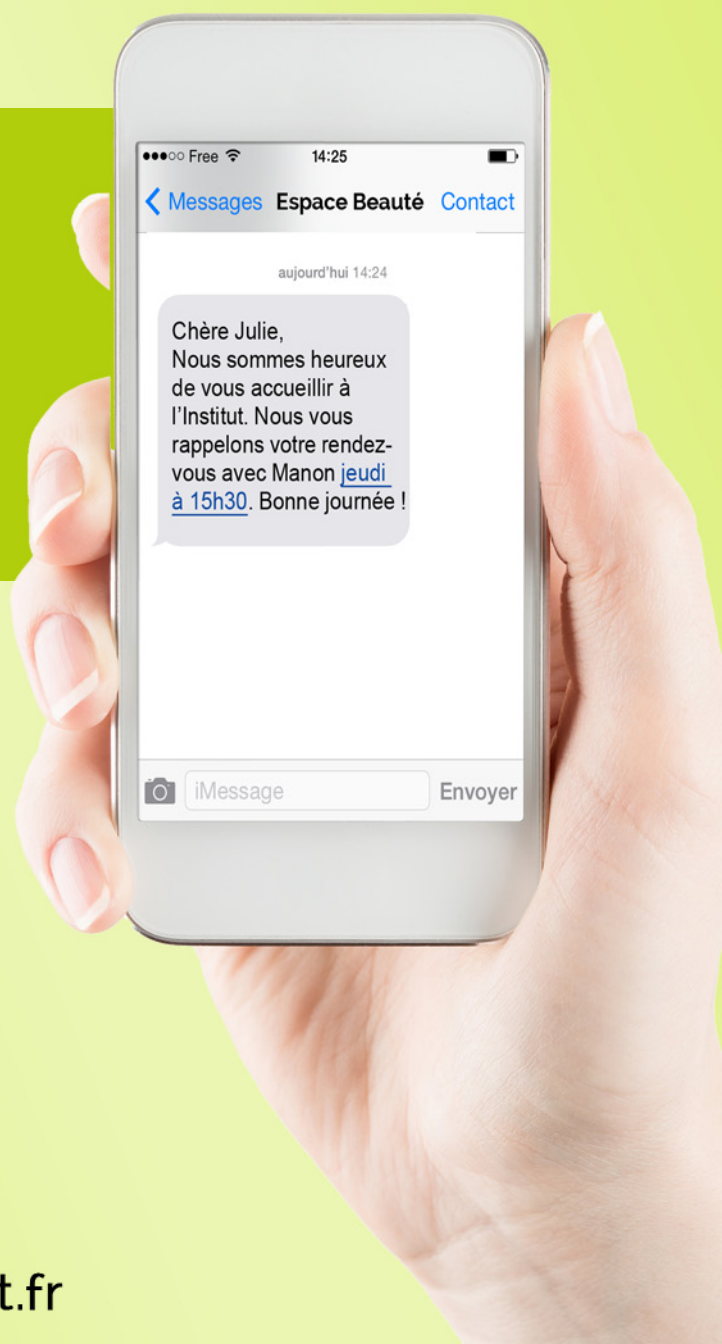 ●●●○○ Free 14:25
Messages Espace Beauté Contact
aujourd'hui 14:24
Chère Julie,
Nous sommes heureux
de vous accueillir à
l'Institut. Nous vous
rappelons votre rendez-
vous avec Manon jeudi
à 15h30. Bonne journée !
iMessage Envoyer
t.fr